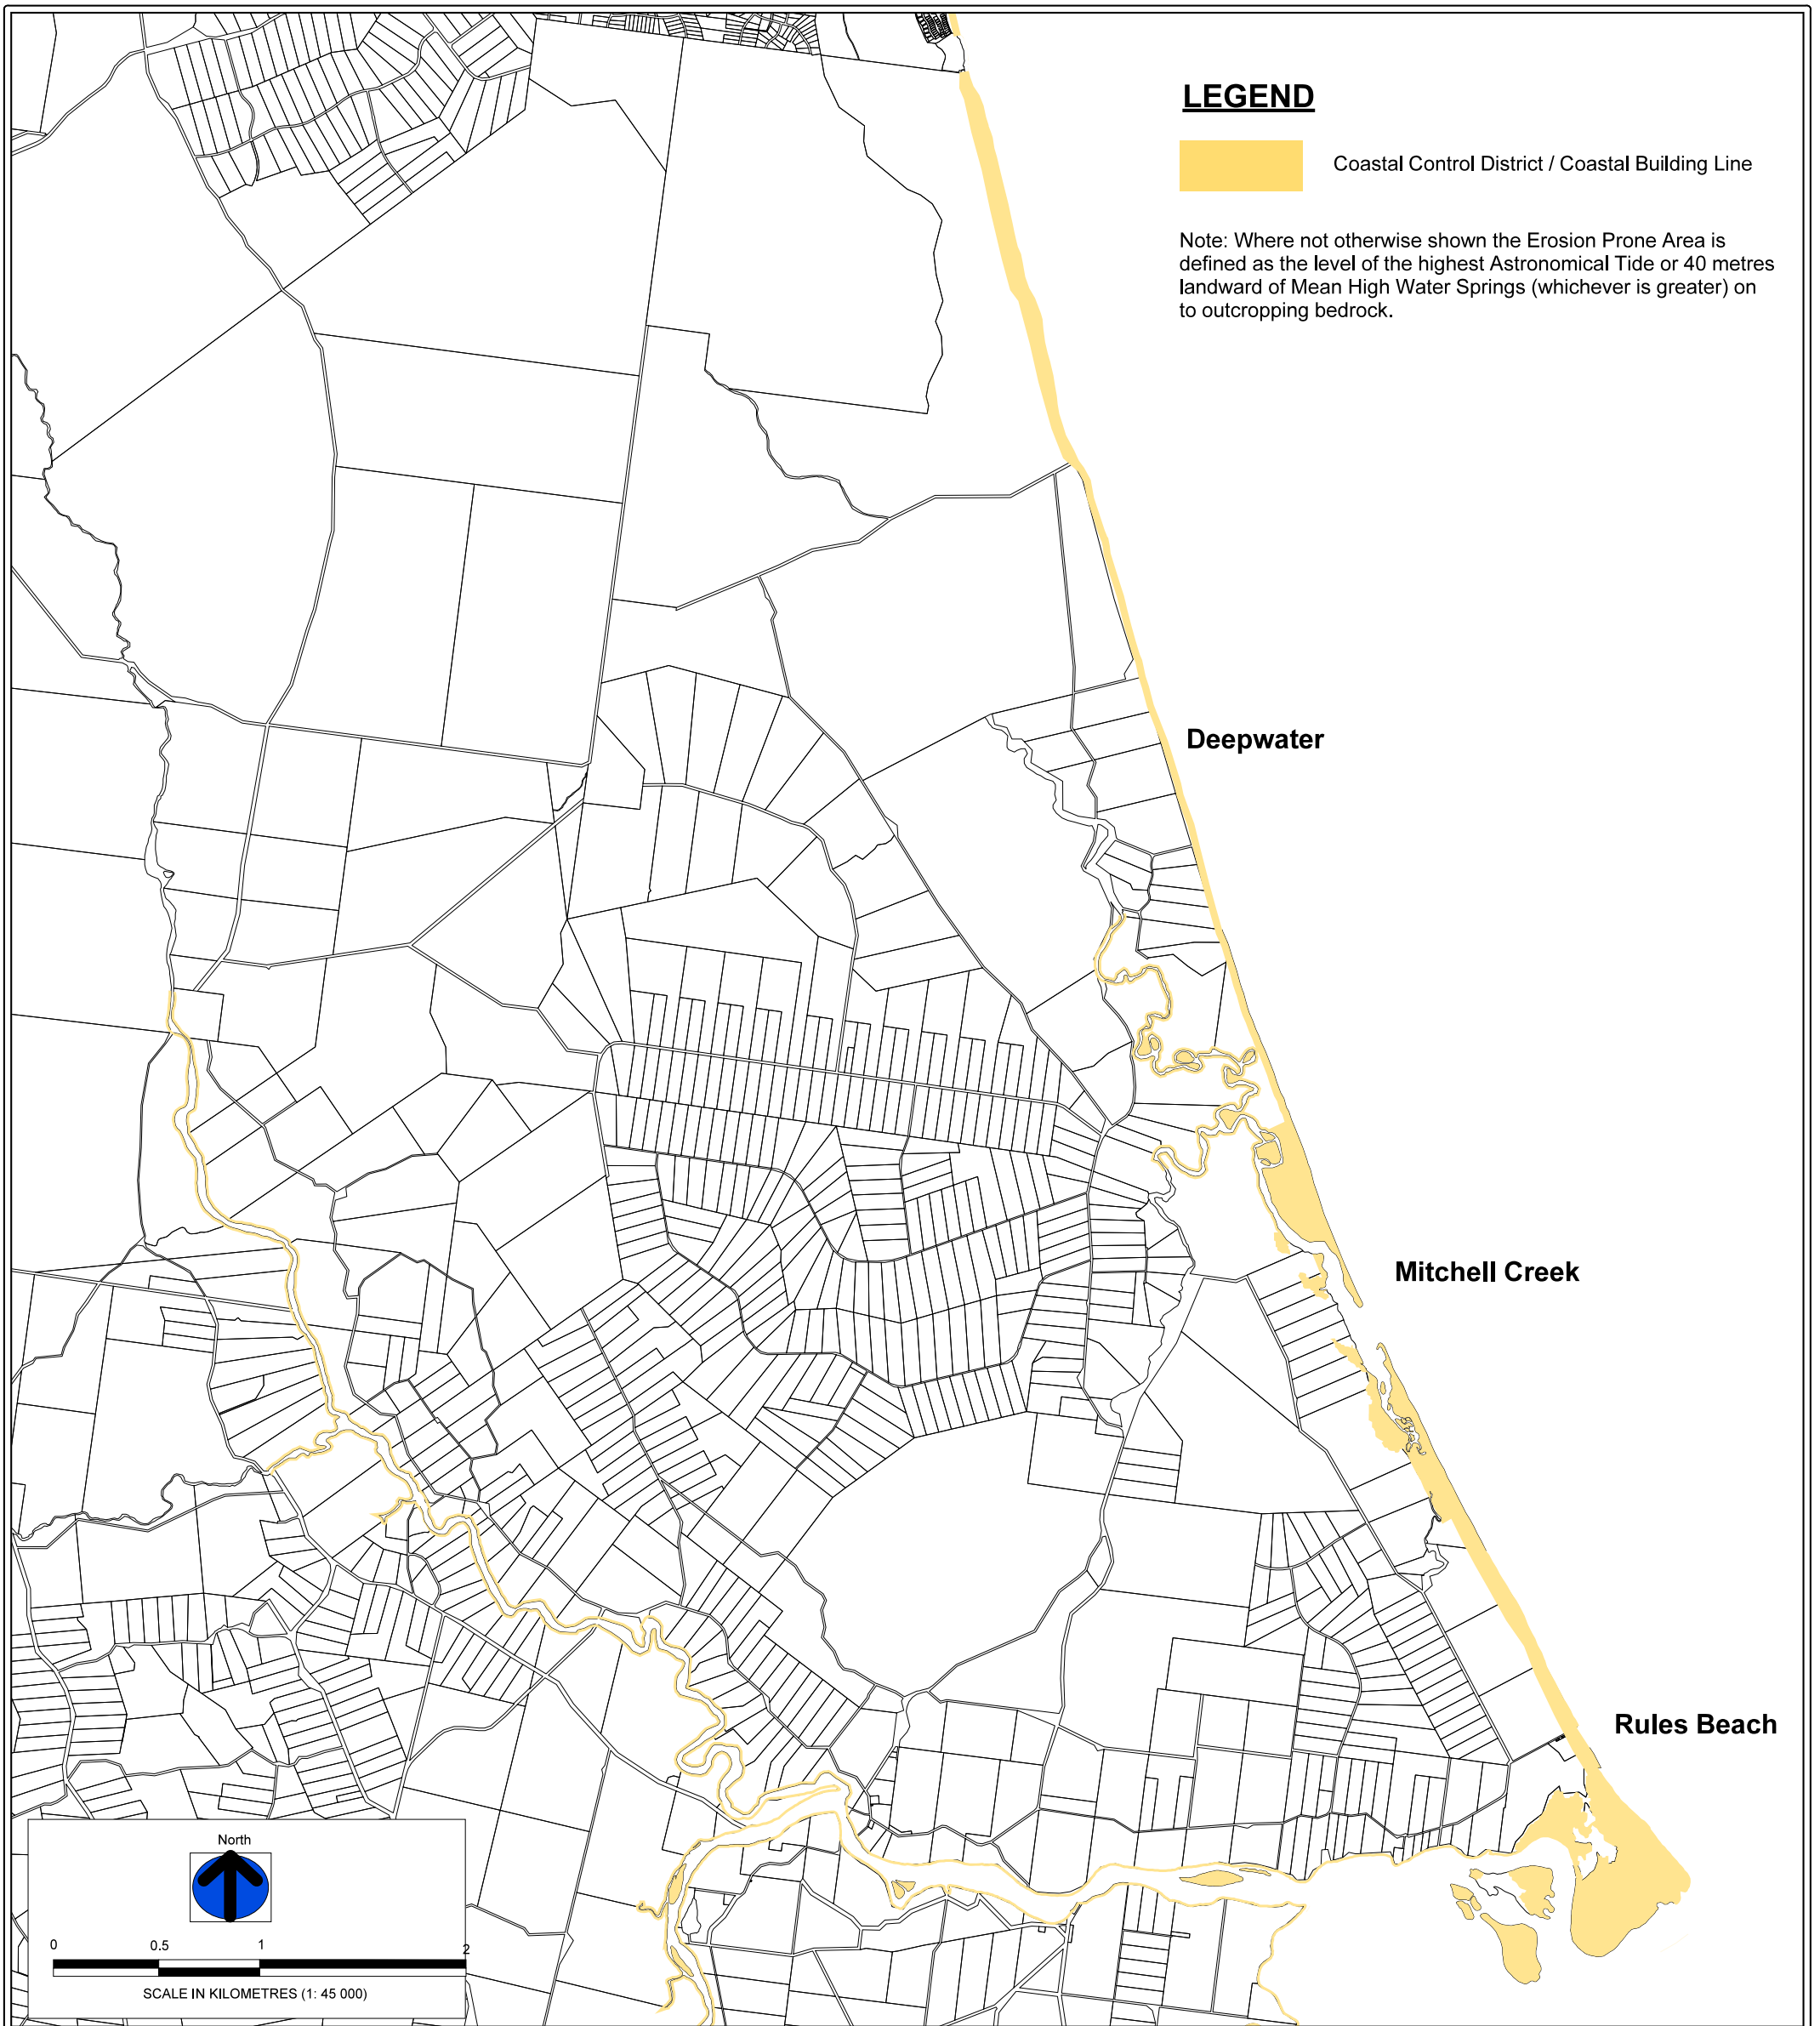 LEGEND
Coastal Control District / Coastal Building Line
Note: Where not otherwise shown the Erosion Prone Area is
defined as the level of the highest Astronomical Tide or 40 metres
landward of Mean High Water Springs (whichever is greater) on
to outcropping bedrock.
Deepwater
Mitchell Creek
Rules Beach
North
0 0.5 1 2
SCALE IN KILOMETRES (1: 45 000)